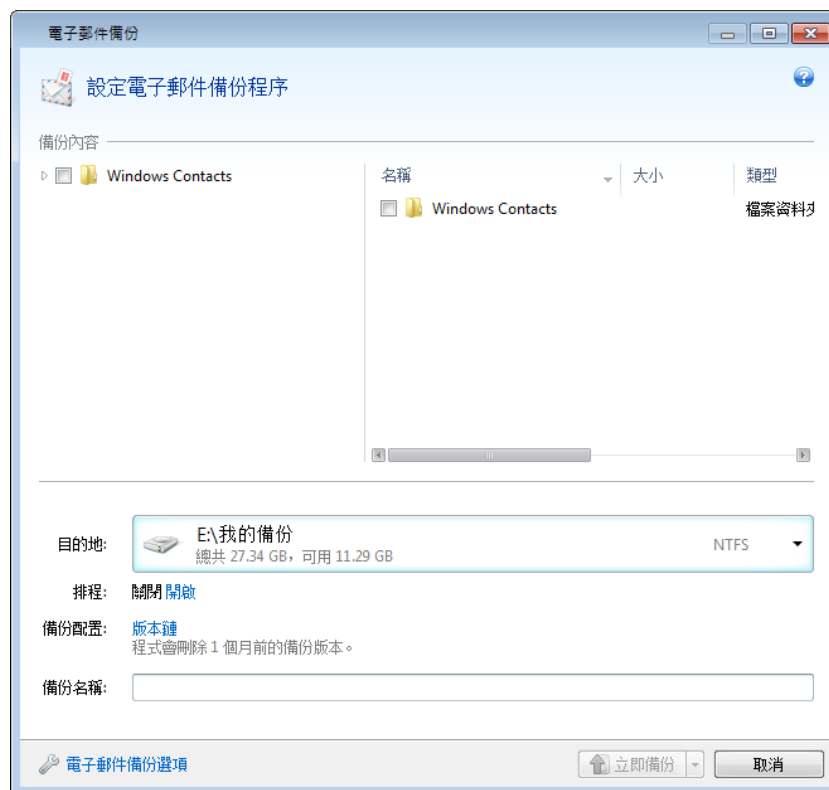 電子郵件備份
設定電子郵件備份程序
備份內容
Windows Contacts
名稱 大小 類型
Windows Contacts 檔案資料夾
目的地: E:\我的備份
總共 27.34 GB，可用 11.29 GB NTFS
排程: 關閉 開啟
備份配置: 版本鏈
程式會刪除 1 個月前的備份版本。
備份名稱:
電子郵件備份選項 立即備份 取消